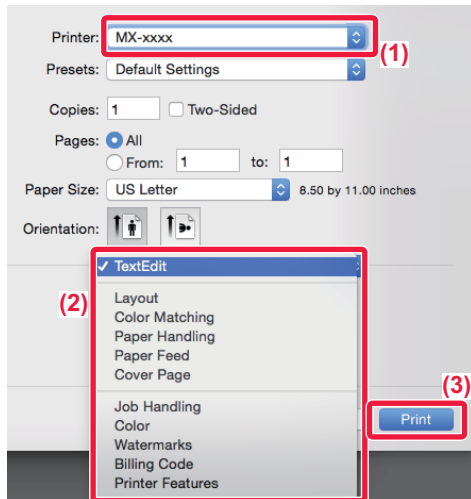 Printer: MX-xxxx (1)
Presets: Default Settings
Copies: 1 Two-Sided
Pages: All
From: 1 to: 1
Paper Size: US Letter 8.50 by 11.00 inches
Orientation:
✓ TextEdit
(2)
Layout
Color Matching
Paper Handling
Paper Feed
Cover Page
Job Handling
(3)
Color
Print
Watermarks
Billing Code
Printer Features